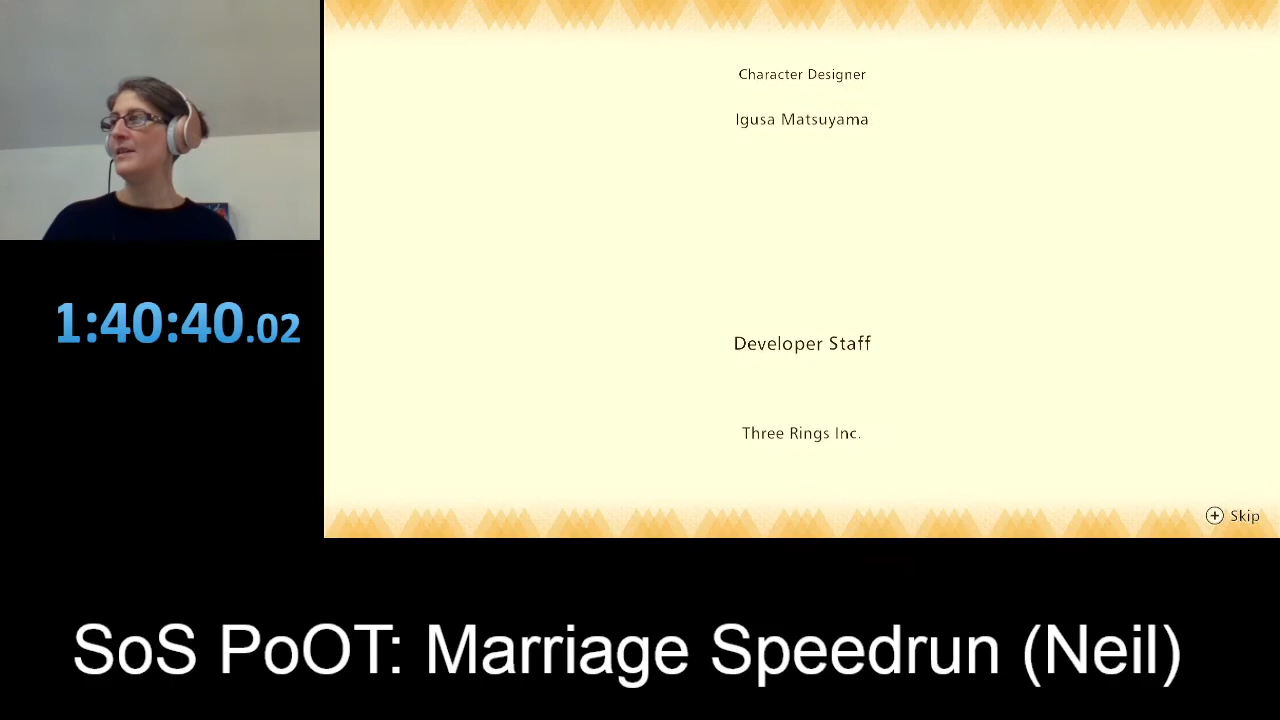 Character Designer
Igusa Matsuyama
Developer Staff
Three Rings Inc.
+ Skip
1:40:40.02
SoS PoOT: Marriage Speedrun (Neil)